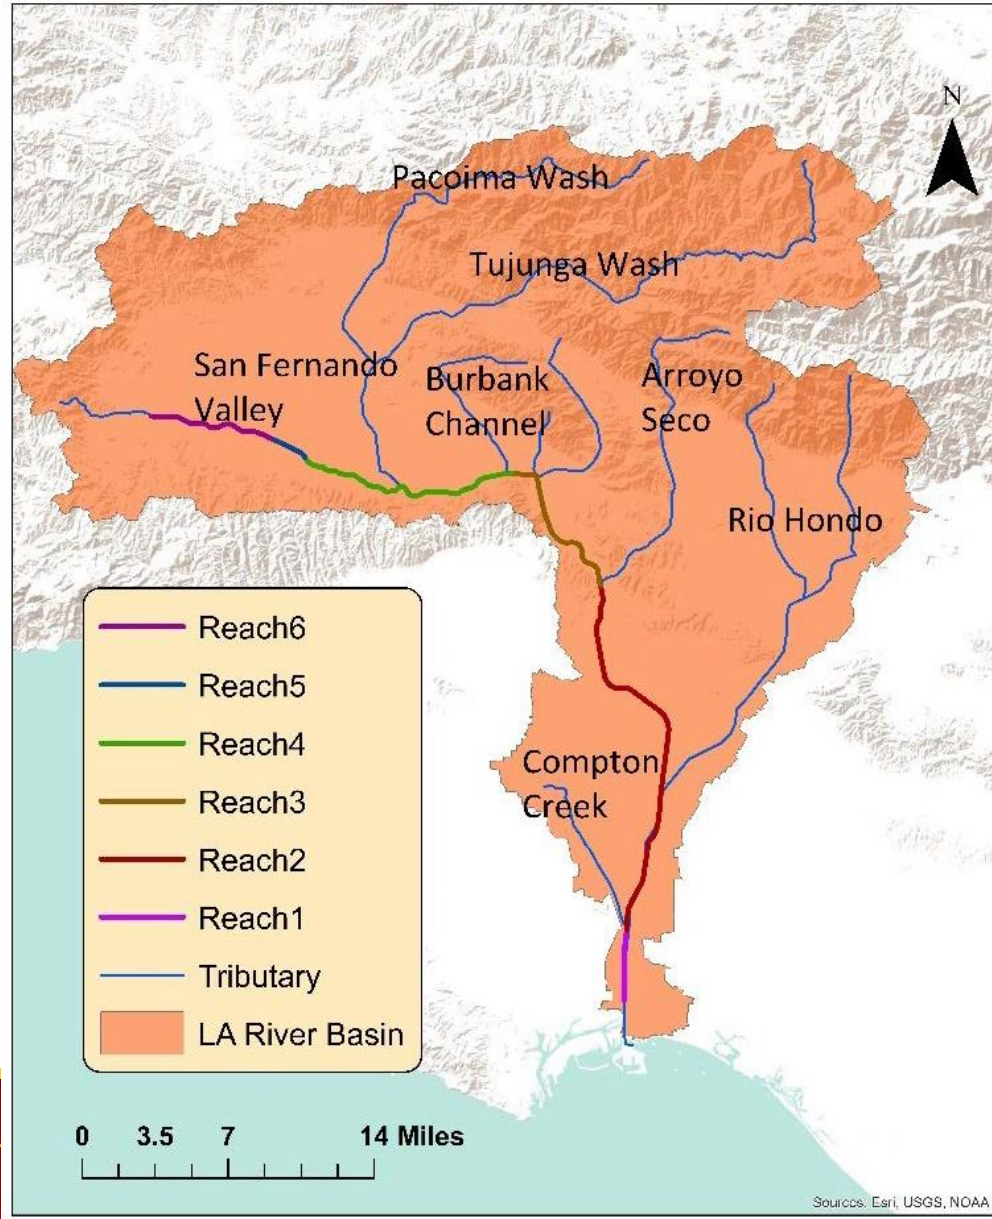 N
Pacoima Wash
Tujunga Wash
San Fernando
Valley
Burbank
Channel
Arroyo
Seco
Rio Hondo
Compton
Creek
Reach6
Reach5
Reach4
Reach3
Reach2
Reach1
Tributary
LA River Basin
0 3.5 7 14 Miles
Sources: Esri, USGS, NOAA